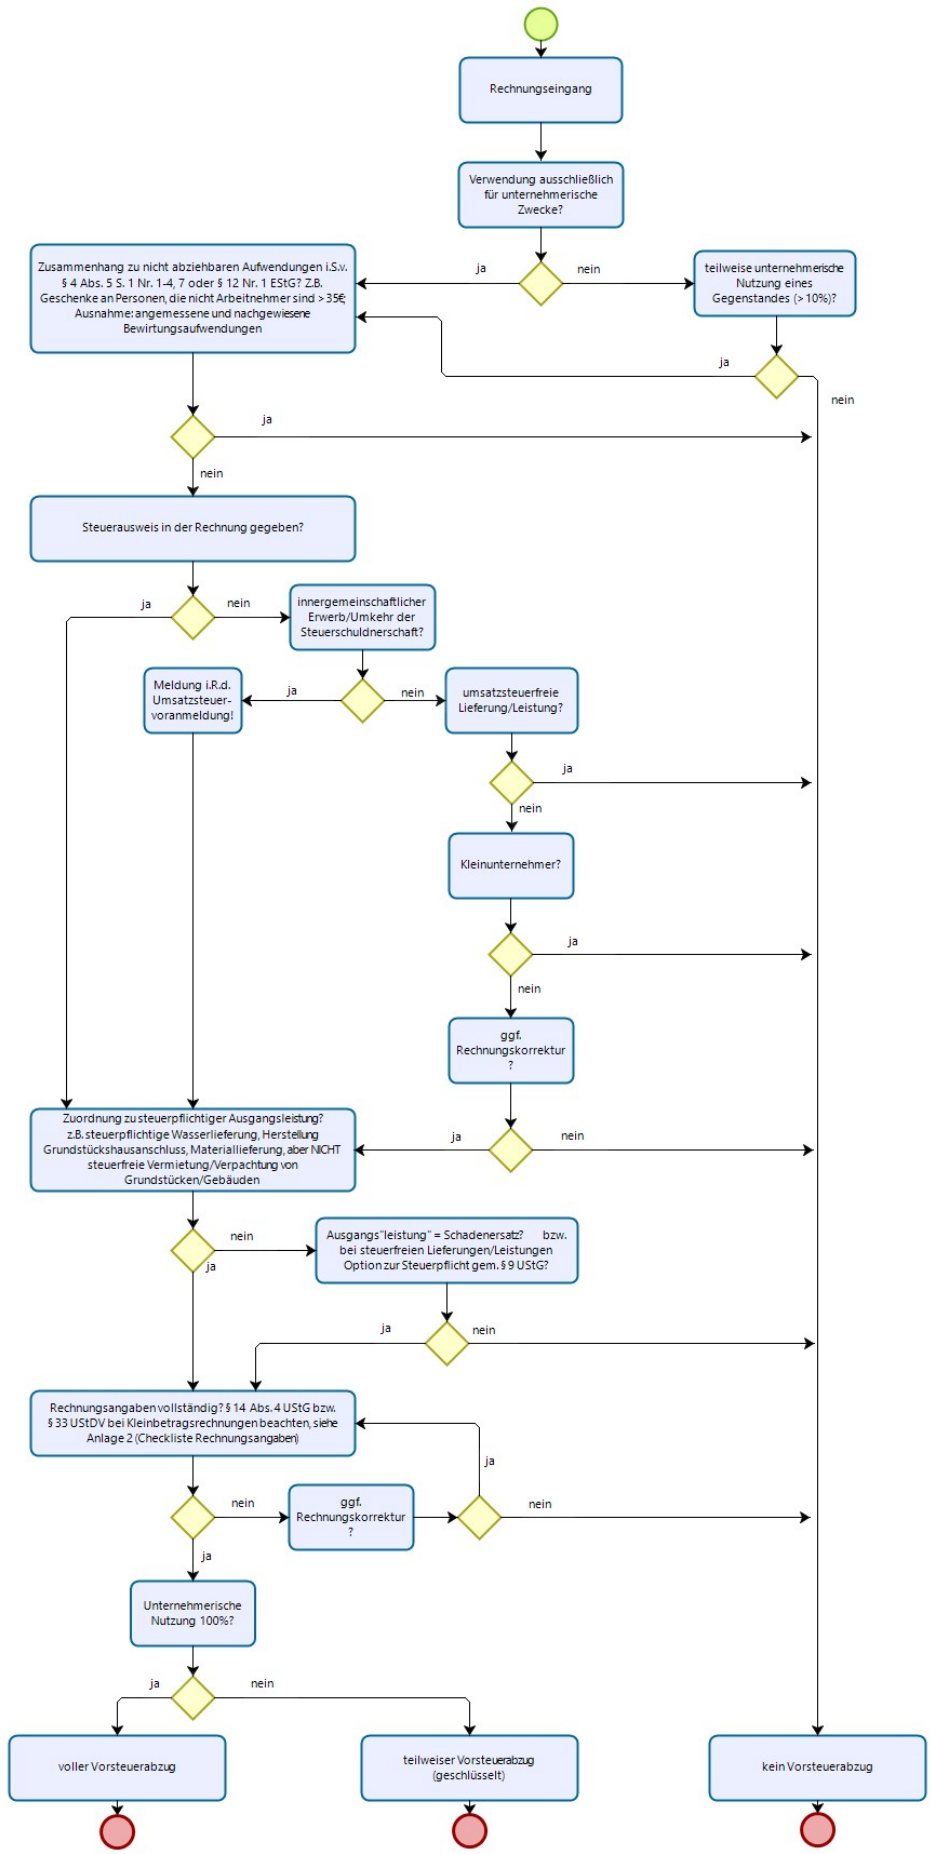 Rechnungseingang
Verwendung ausschließlich
für unternehmerische
Zwecke?
ja
nein
Zusammenhang zu nicht abziehbaren Aufwendungen i.S.v.
§ 4 Abs. 5 S. 1 Nr. 1-4, 7 oder § 12 Nr. 1 EStG? Z.B.
Geschenke an Personen, die nicht Arbeitnehmer sind > 35€;
Ausnahme: angemessene und nachgewiesene
Bewirtungsaufwendungen
teilweise unternehmerische
Nutzung eines
Gegenstandes (> 10%)?
ja
nein
ja
nein
Steuerausweis in der Rechnung gegeben?
ja
nein
innergemeinschaftlicher
Erwerb/Umkehr der
Steuerschuldnerschaft?
Meldung i.R.d.
Umsatzsteuer-
voranmeldung!
ja
nein
umsatzsteuerfreie
Lieferung/Leistung?
ja
nein
Kleinunternehmer?
ja
nein
ggf.
Rechnungskorrektur
?
ja
nein
Zuordnung zu steuerpflichtiger Ausgangsleistung?
z.B. steuerpflichtige Wasserlieferung, Herstellung
Grundstückshausanschluss, Materiallieferung, aber NICHT
steuerfreie Vermietung/Verpachtung von
Grundstücken/Gebäuden
nein
ja
Ausgangs"leistung" = Schadenersatz? bzw.
bei steuerfreien Lieferungen/Leistungen
Option zur Steuerpflicht gem. § 9 UStG?
ja
nein
Rechnungsangaben vollständig? § 14 Abs. 4 UStG bzw.
§ 33 UStDV bei Kleinbetragsrechnungen beachten, siehe
Anlage 2 (Checkliste Rechnungsangaben)
ja
nein
ggf.
Rechnungskorrektur
?
nein
ja
Unternehmerische
Nutzung 100%?
ja
nein
voller Vorsteuerabzug
teilweiser Vorsteuerabzug
(geschlüsselt)
kein Vorsteuerabzug